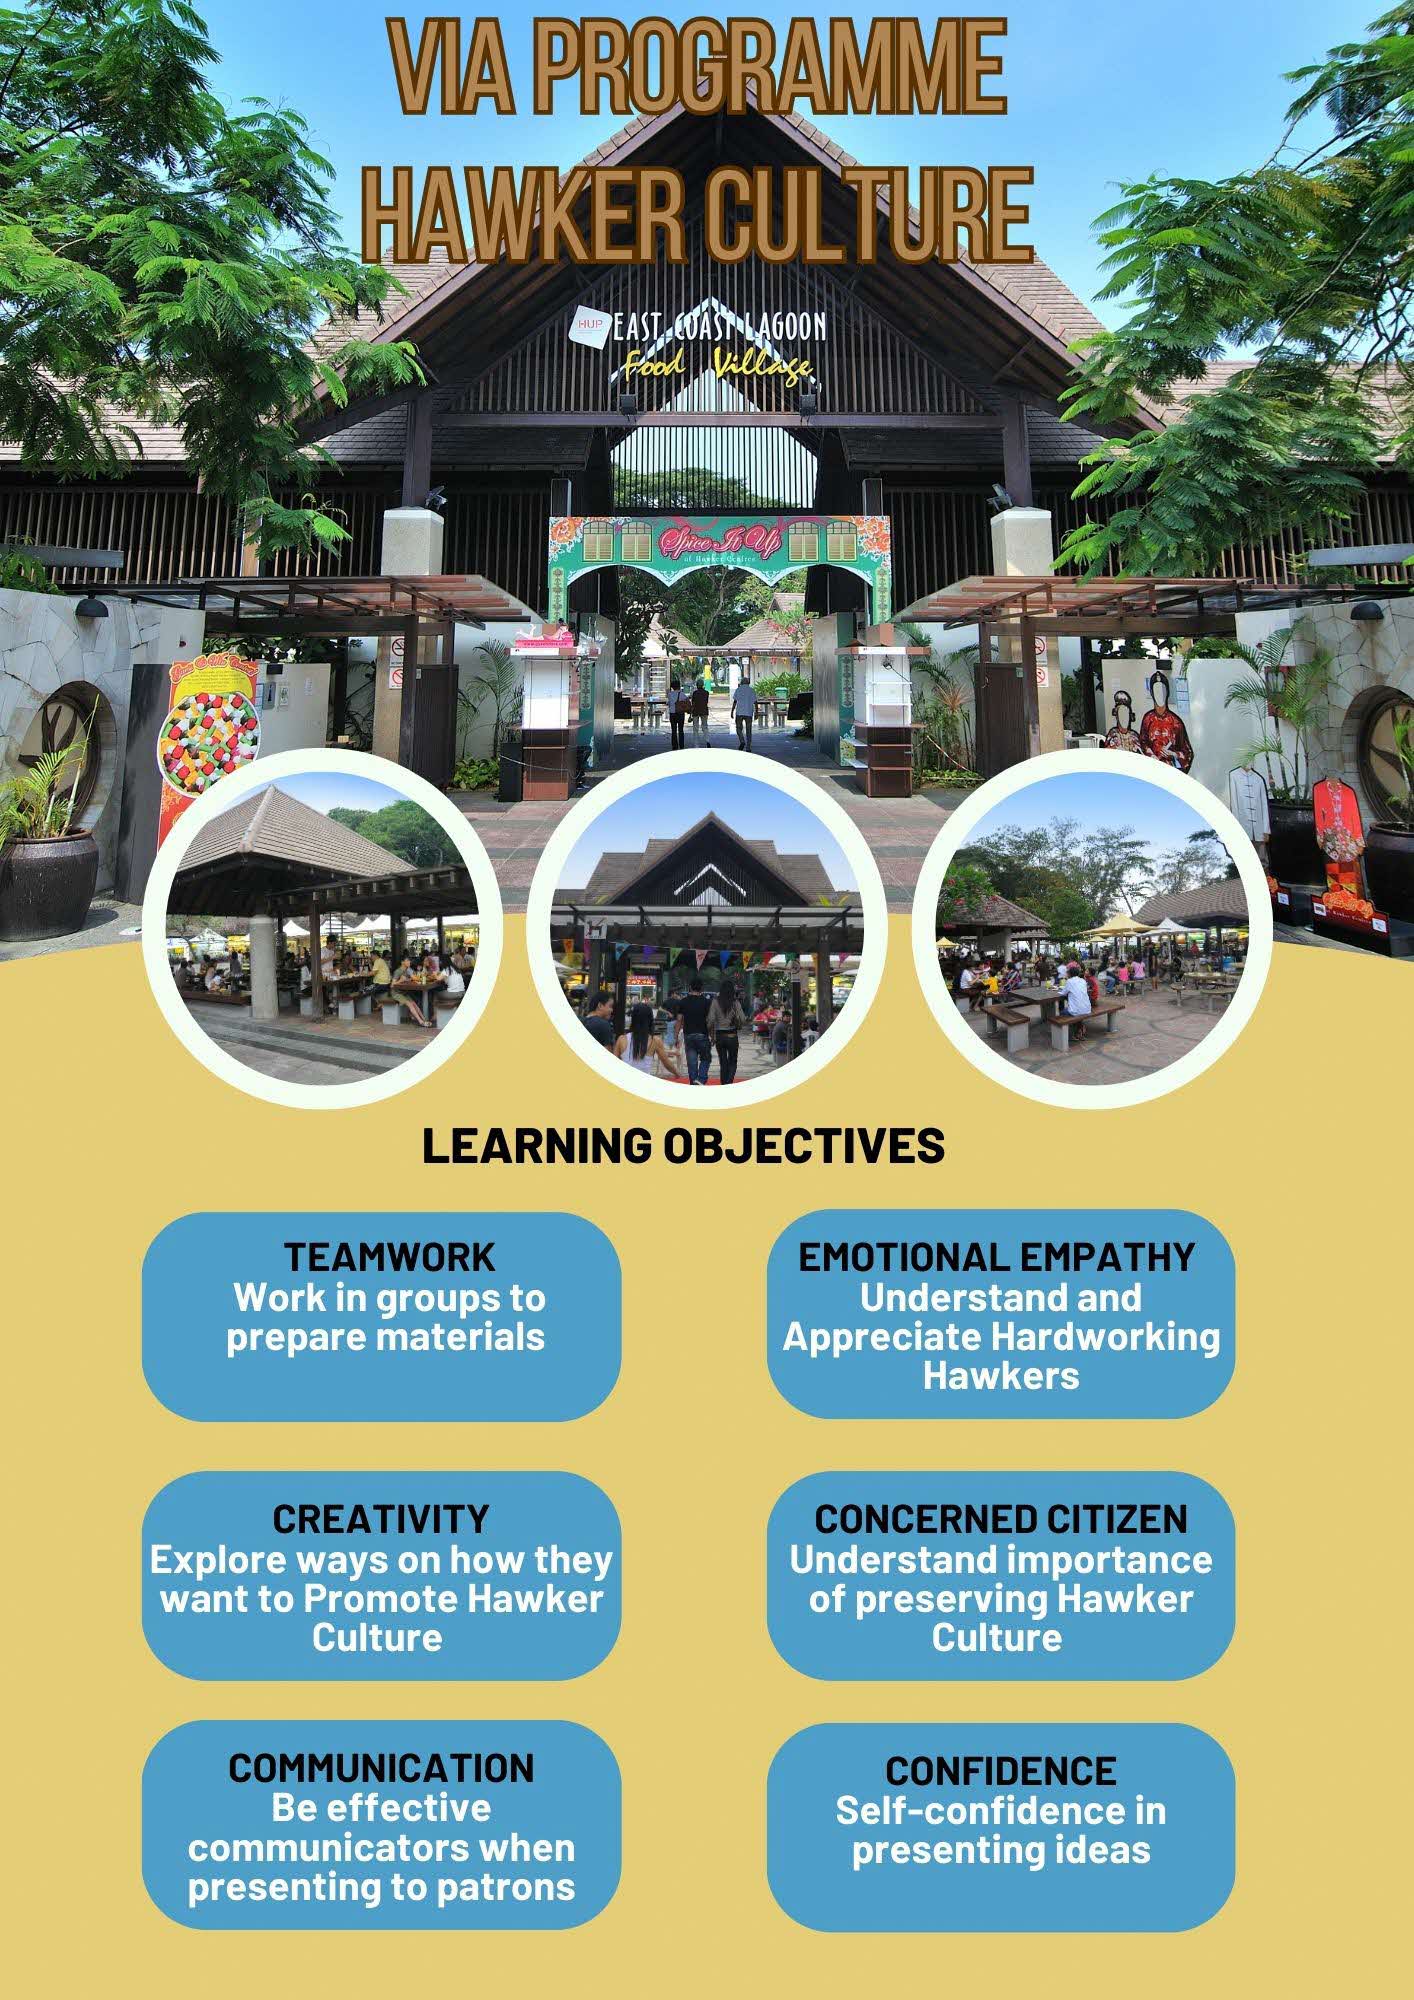 VIA PROGRAMME
HAWKER CULTURE
HUP
EAST COAST LAGOON
Food Village
Spice It Up
at Hawker Centres
LEARNING OBJECTIVES
TEAMWORK
Work in groups to
prepare materials
EMOTIONAL EMPATHY
Understand and
Appreciate Hardworking
Hawkers
CREATIVITY
Explore ways on how they
want to Promote Hawker
Culture
CONCERNED CITIZEN
Understand importance
of preserving Hawker
Culture
COMMUNICATION
Be effective
communicators when
presenting to patrons
CONFIDENCE
Self-confidence in
presenting ideas